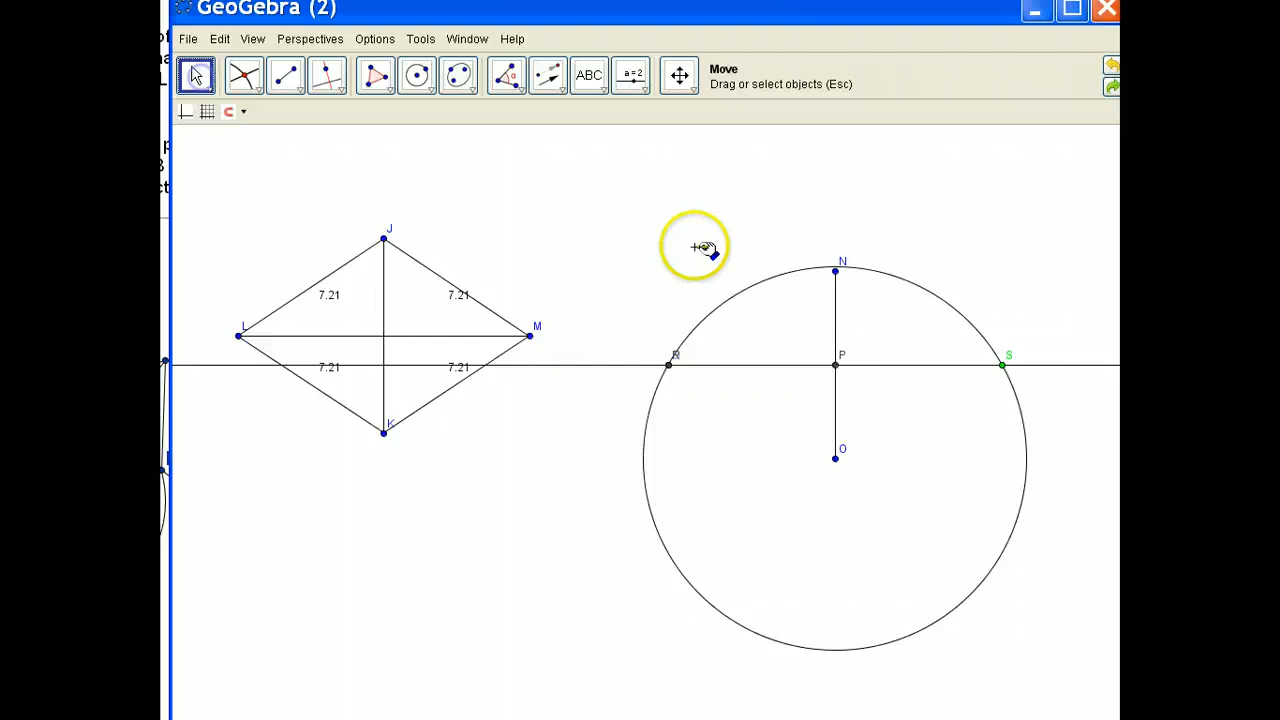 GeoGebra (2)
File Edit View Perspectives Options Tools Window Help
ABC
a=2
Move
Drag or select objects (Esc)
J
7.21 7.21
L M
7.21 7.21
K
N
R P S
O